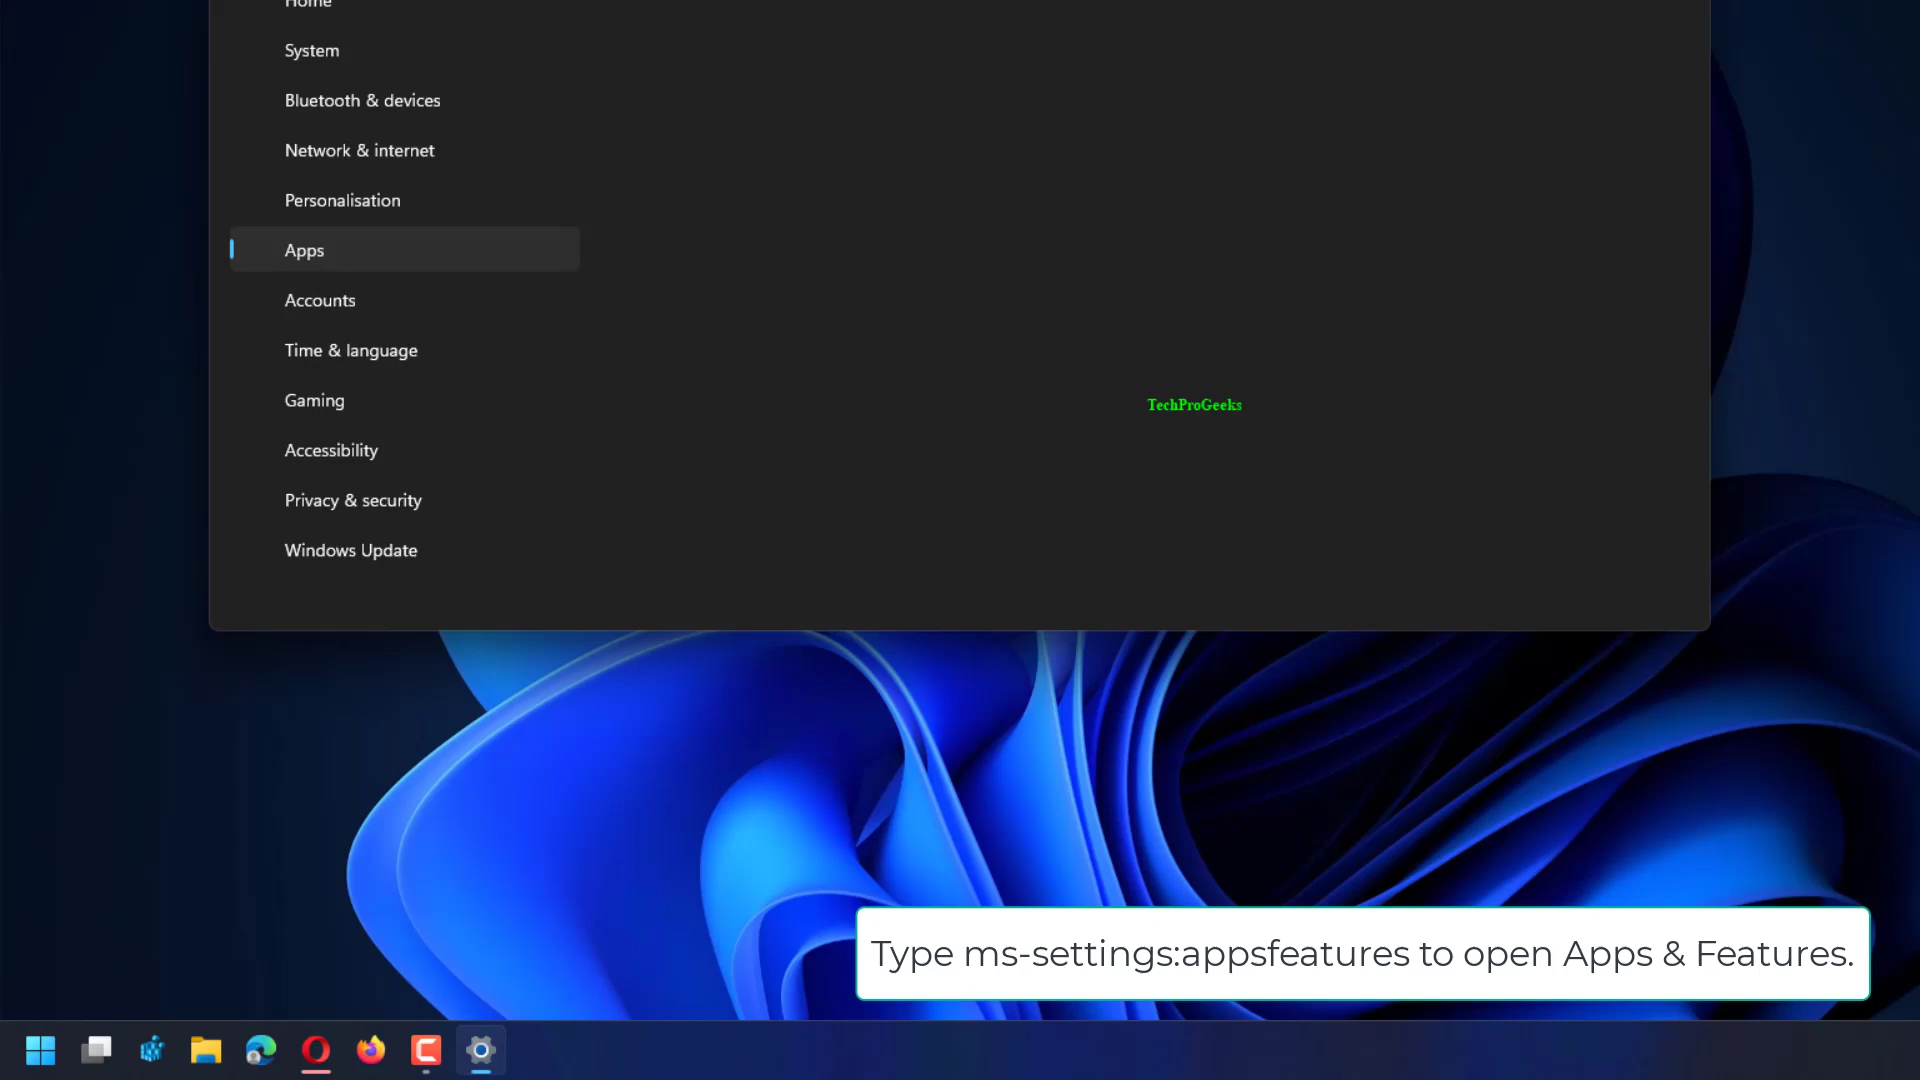 Home
System
Bluetooth & devices
Network & internet
Personalisation
Apps
Accounts
Time & language
Gaming
Accessibility
Privacy & security
Windows Update
TechProGeeks
Type ms-settings:appsfeatures to open Apps & Features.